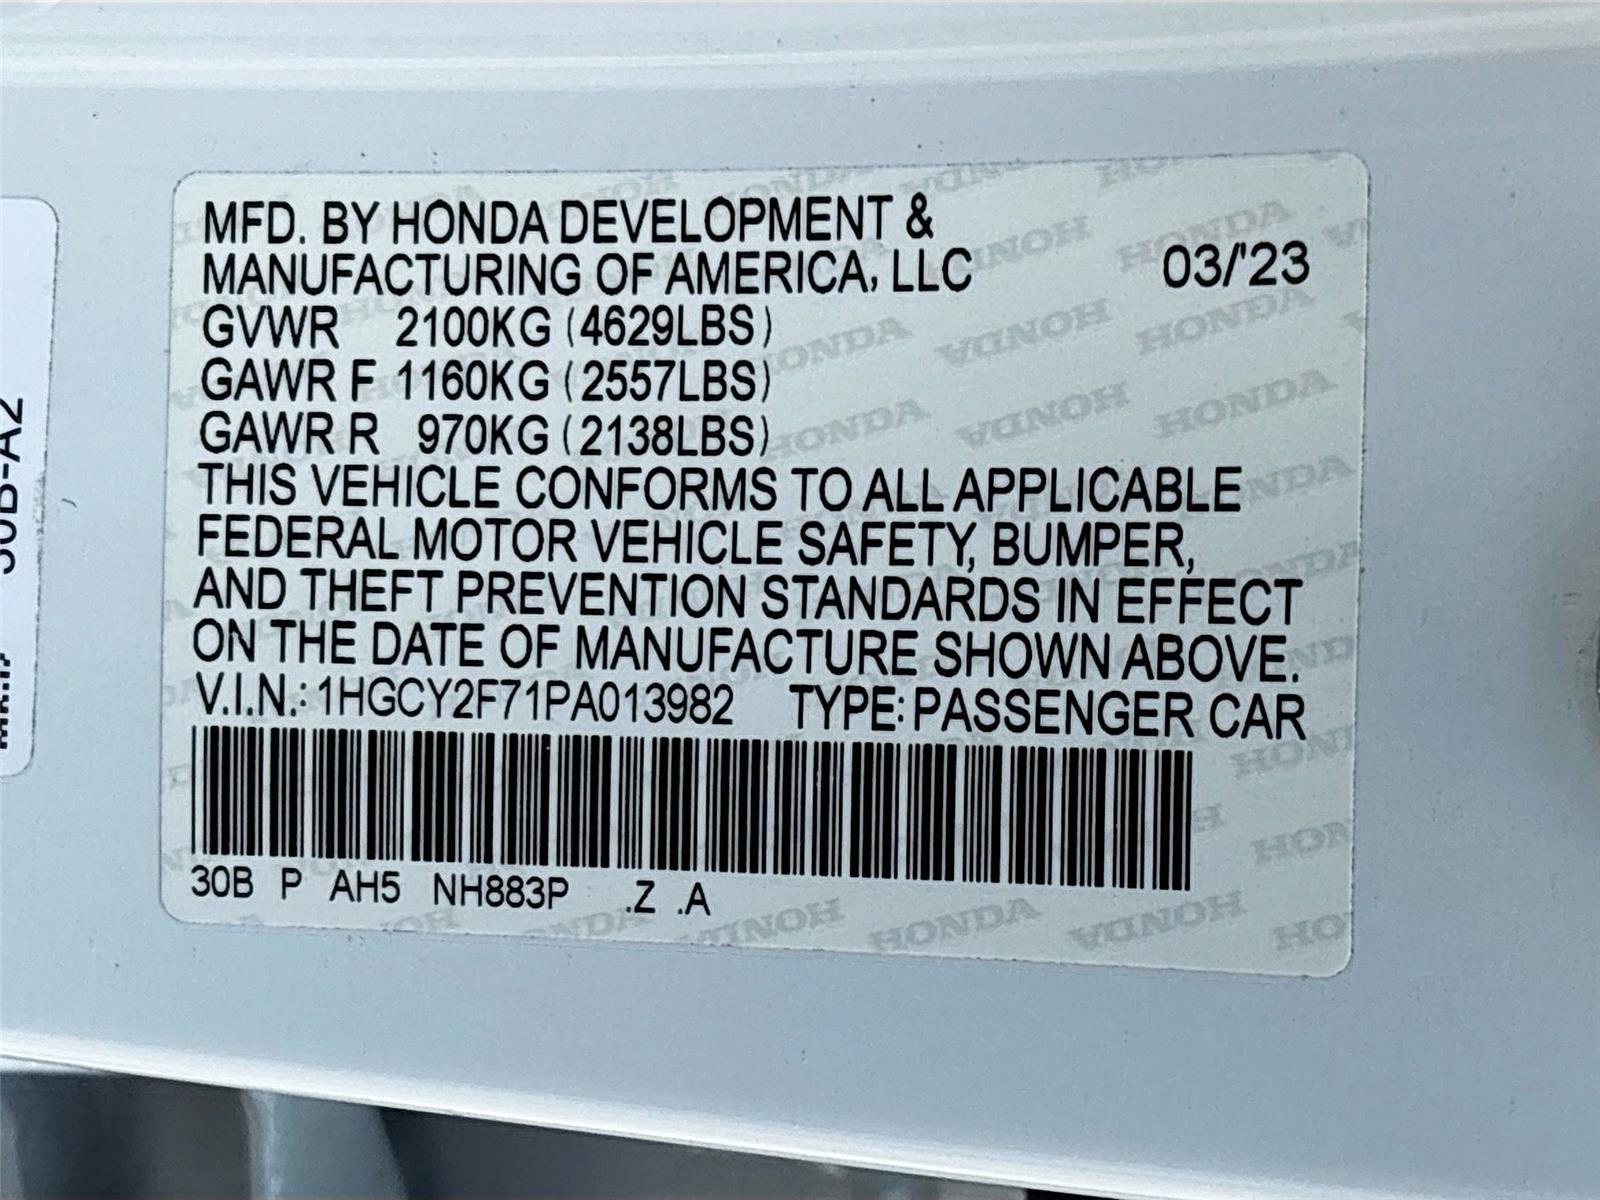 MFD. BY HONDA DEVELOPMENT &
MANUFACTURING OF AMERICA, LLC 03/'23
GVWR 2100KG (4629LBS)
GAWR F 1160KG (2557LBS)
GAWR R 970KG (2138LBS)
THIS VEHICLE CONFORMS TO ALL APPLICABLE
FEDERAL MOTOR VEHICLE SAFETY, BUMPER,
AND THEFT PREVENTION STANDARDS IN EFFECT
ON THE DATE OF MANUFACTURE SHOWN ABOVE.
V.I.N.: 1HGCY2F71PA013982 TYPE: PASSENGER CAR
30B P AH5 NH883P .Z .A
30B-A2